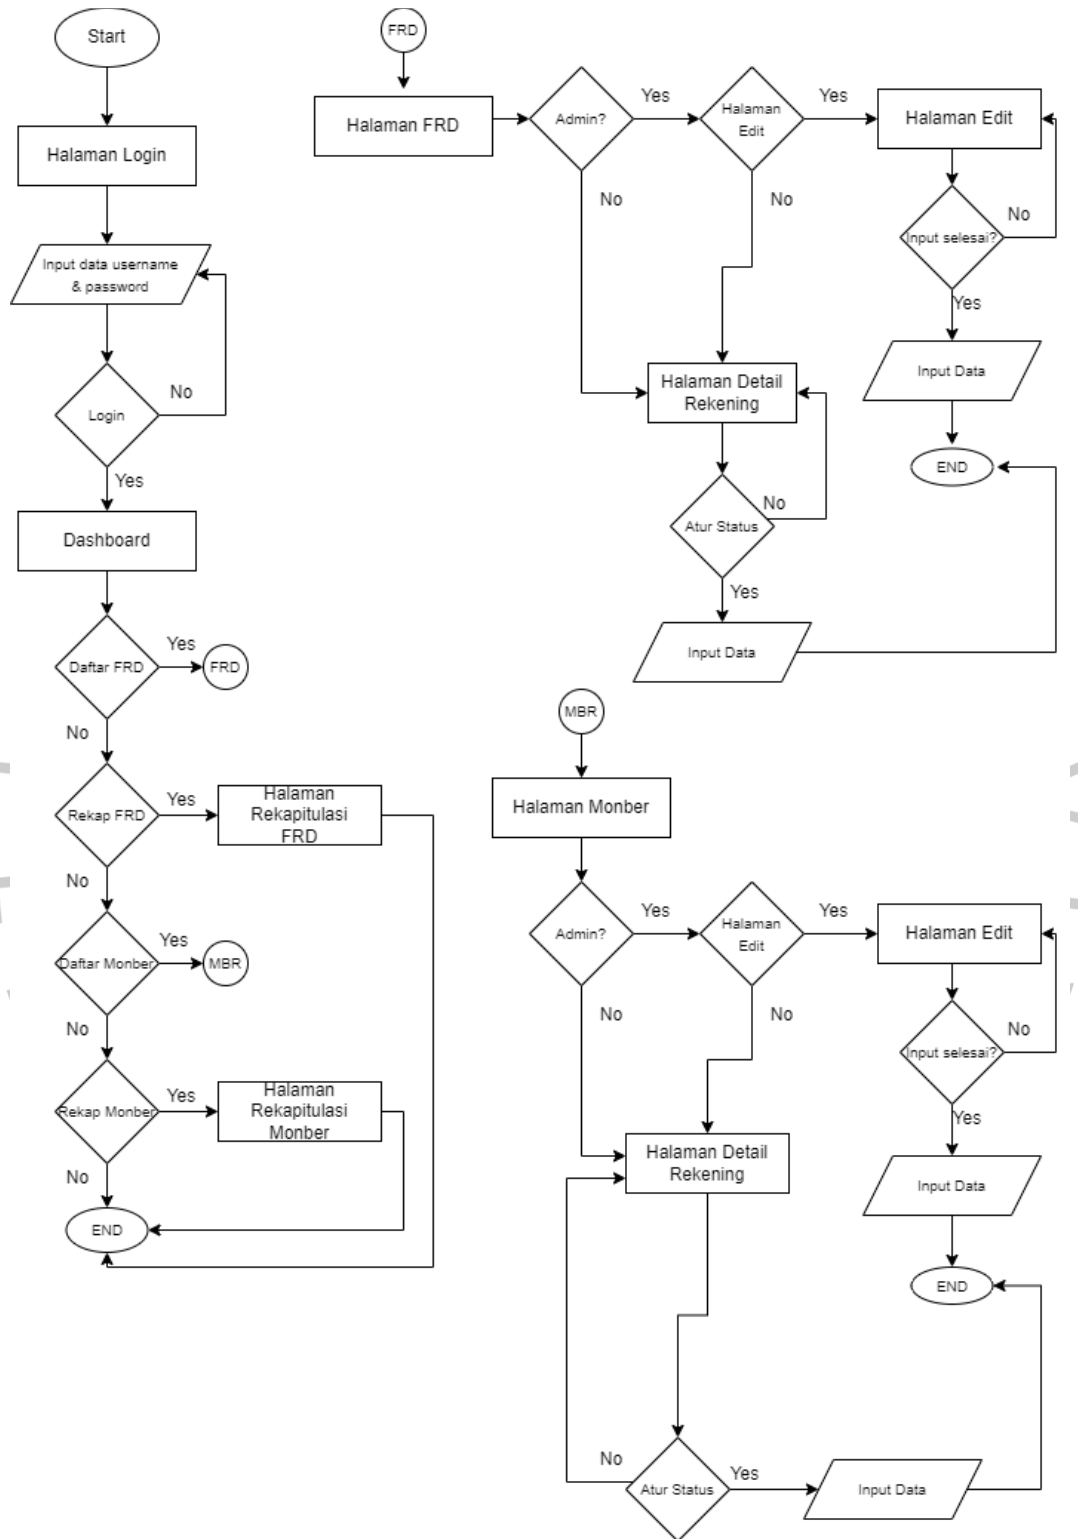 Start
Halaman Login
Input data username
& password
Login
No
Yes
Dashboard
Daftar FRD
Yes
FRD
No
Rekap FRD
Yes
Halaman
Rekapitulasi
FRD
No
Daftar Monber
Yes
MBR
No
Rekap Monber
Yes
Halaman
Rekapitulasi
Monber
No
END
FRD
Halaman FRD
Admin?
Yes
Halaman
Edit
Yes
Halaman Edit
No
No
Input selesai?
No
Yes
Input Data
END
Halaman Detail
Rekening
Atur Status
No
Yes
Input Data
MBR
Halaman Monber
Admin?
Yes
Halaman
Edit
Yes
Halaman Edit
No
No
Input selesai?
No
Yes
Input Data
END
Halaman Detail
Rekening
No
Atur Status
Yes
Input Data